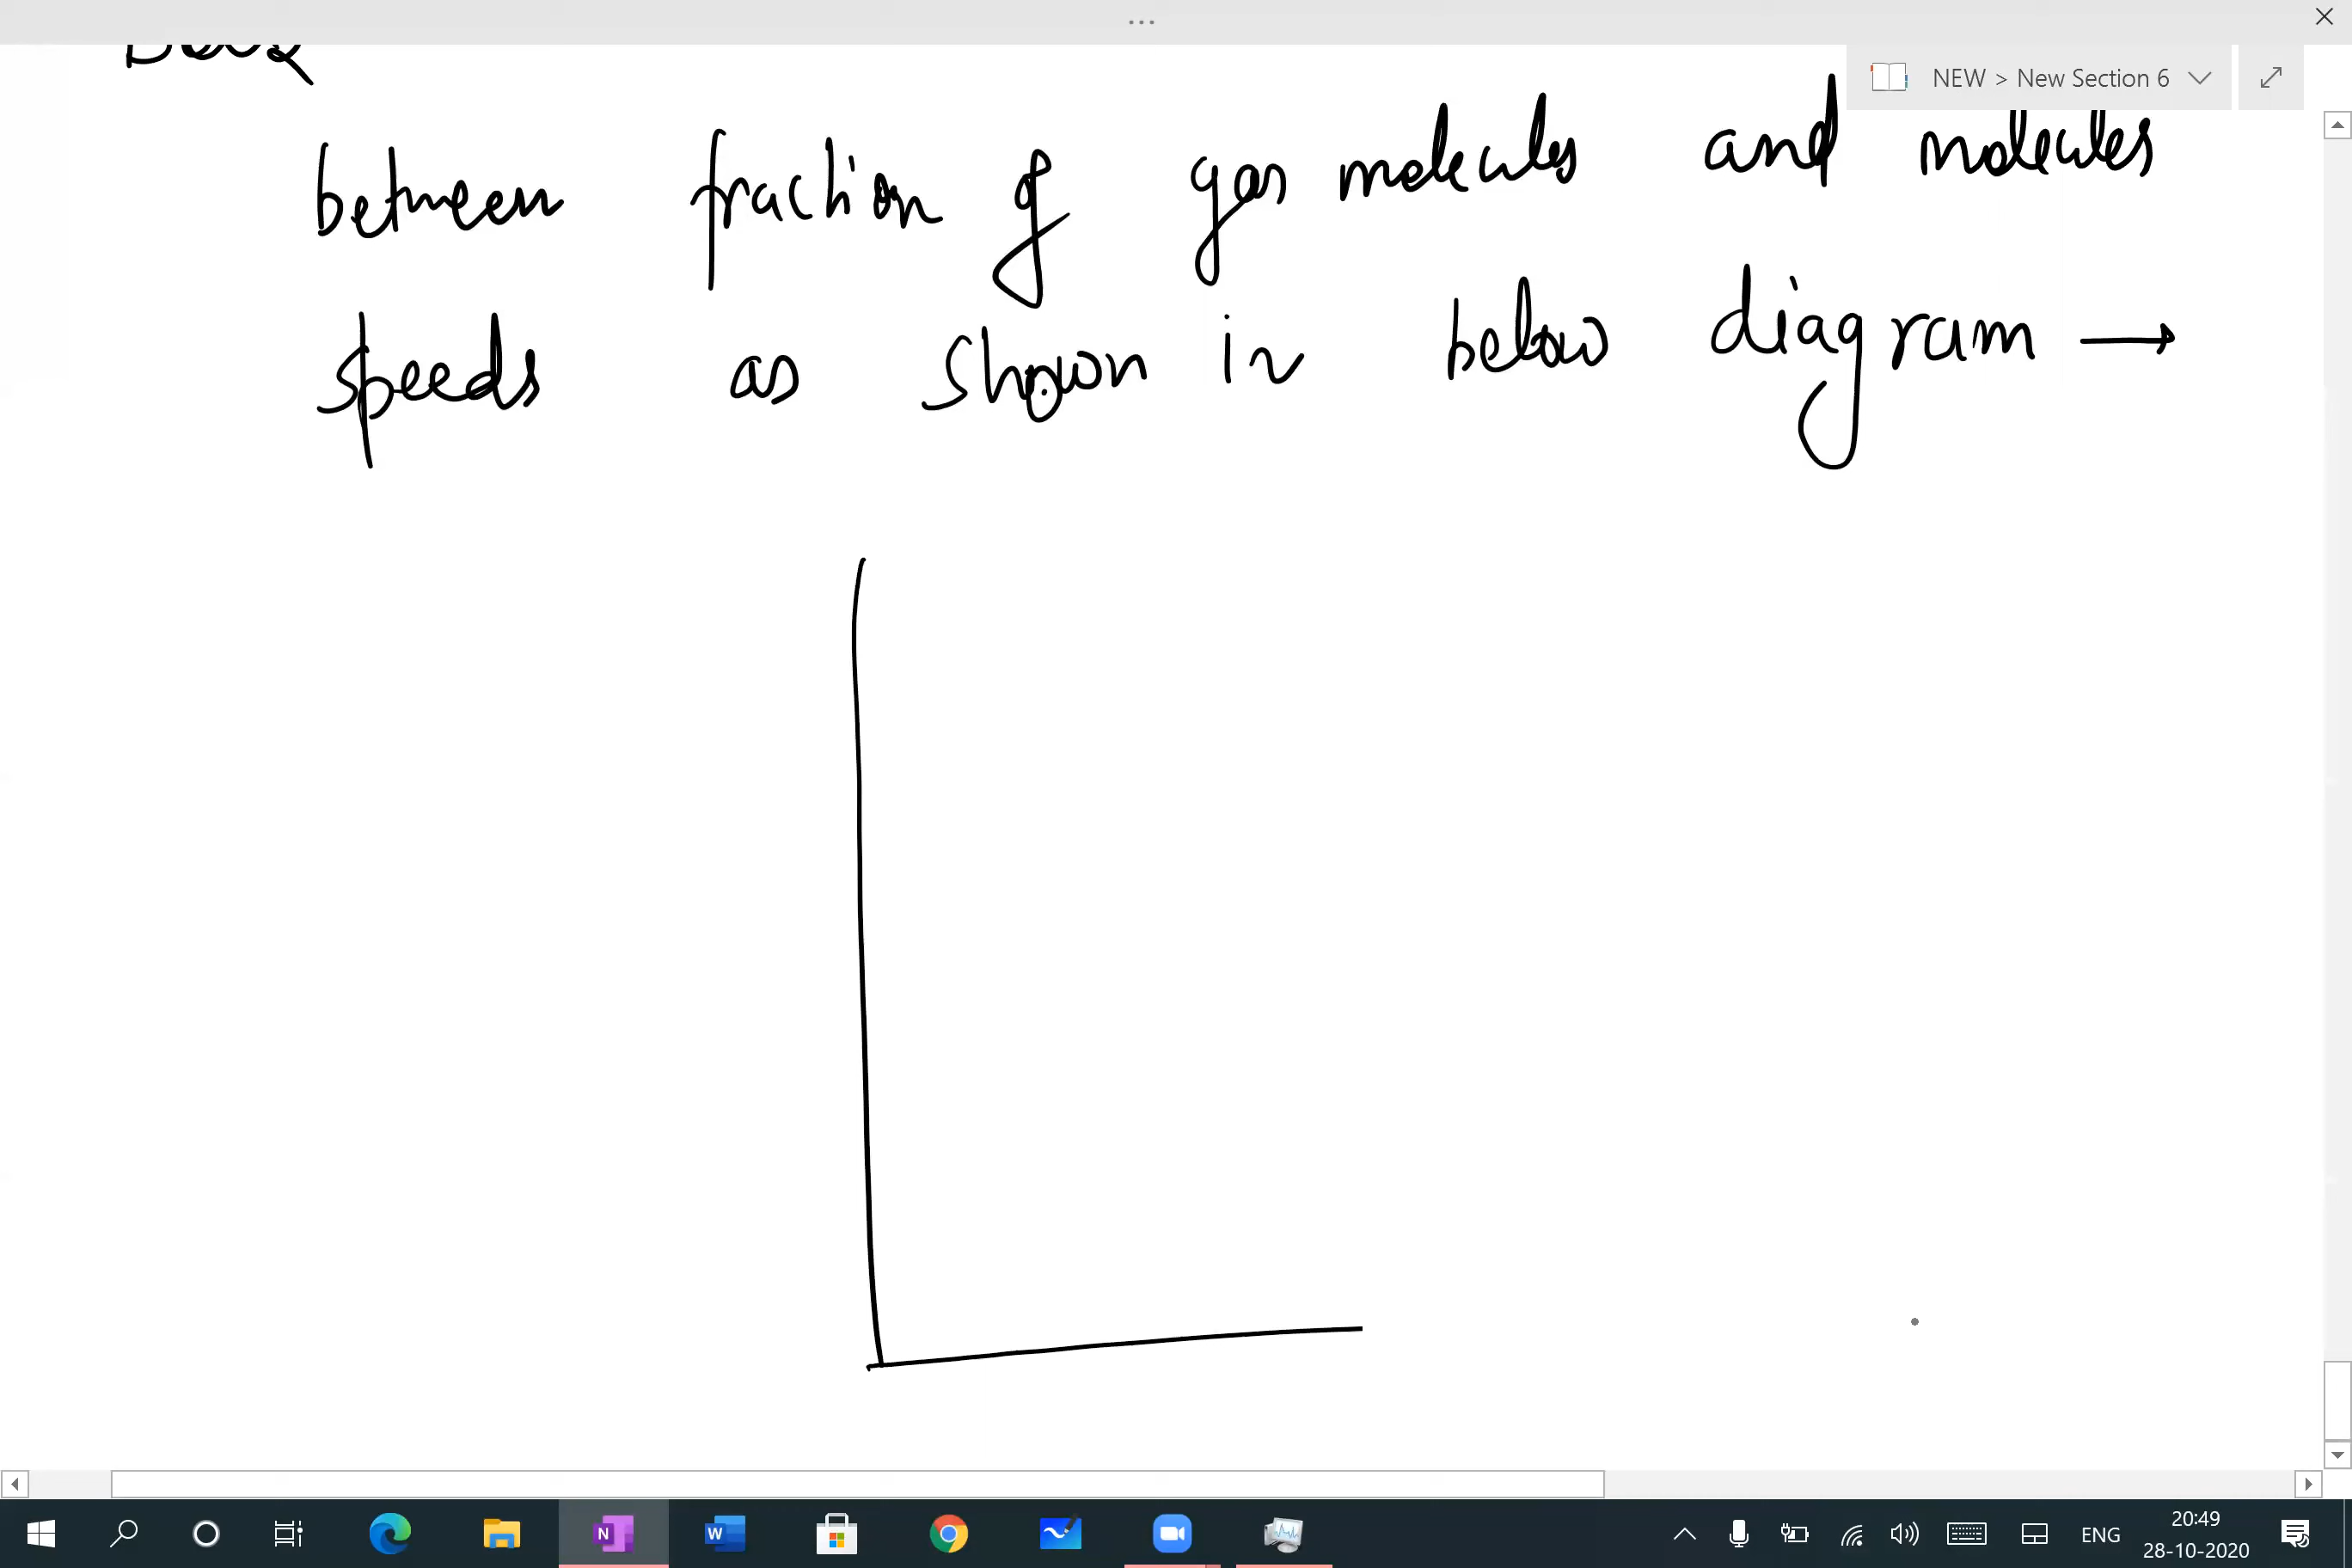 NEW > New Section 6
between fraction of gas molecules and molecules
speeds as shown in below diagram →
ENG
20:49
28-10-2020